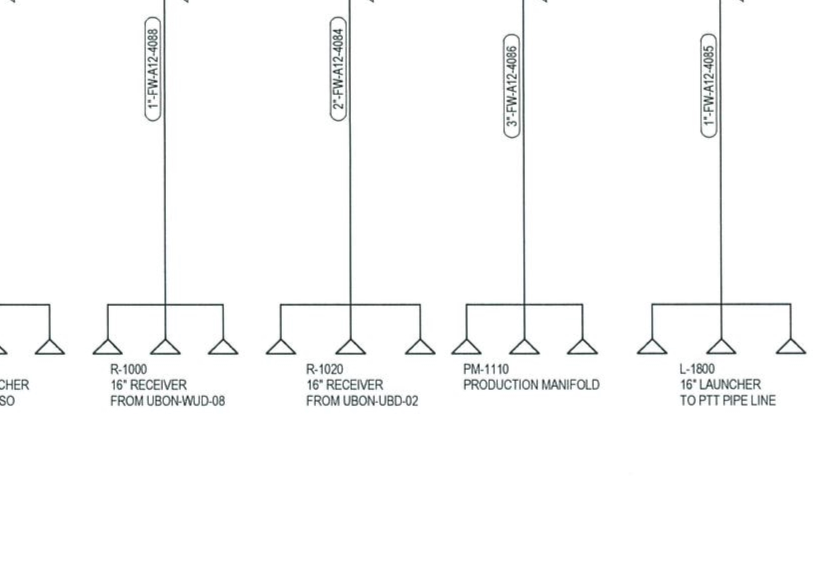 1"-FW-A12-4088
2"-FW-A12-4084
3"-FW-A12-4086
1"-FW-A12-4085
CHER
SO
R-1000
16" RECEIVER
FROM UBON-WUD-08
R-1020
16" RECEIVER
FROM UBON-UBD-02
PM-1110
PRODUCTION MANIFOLD
L-1800
16" LAUNCHER
TO PTT PIPE LINE